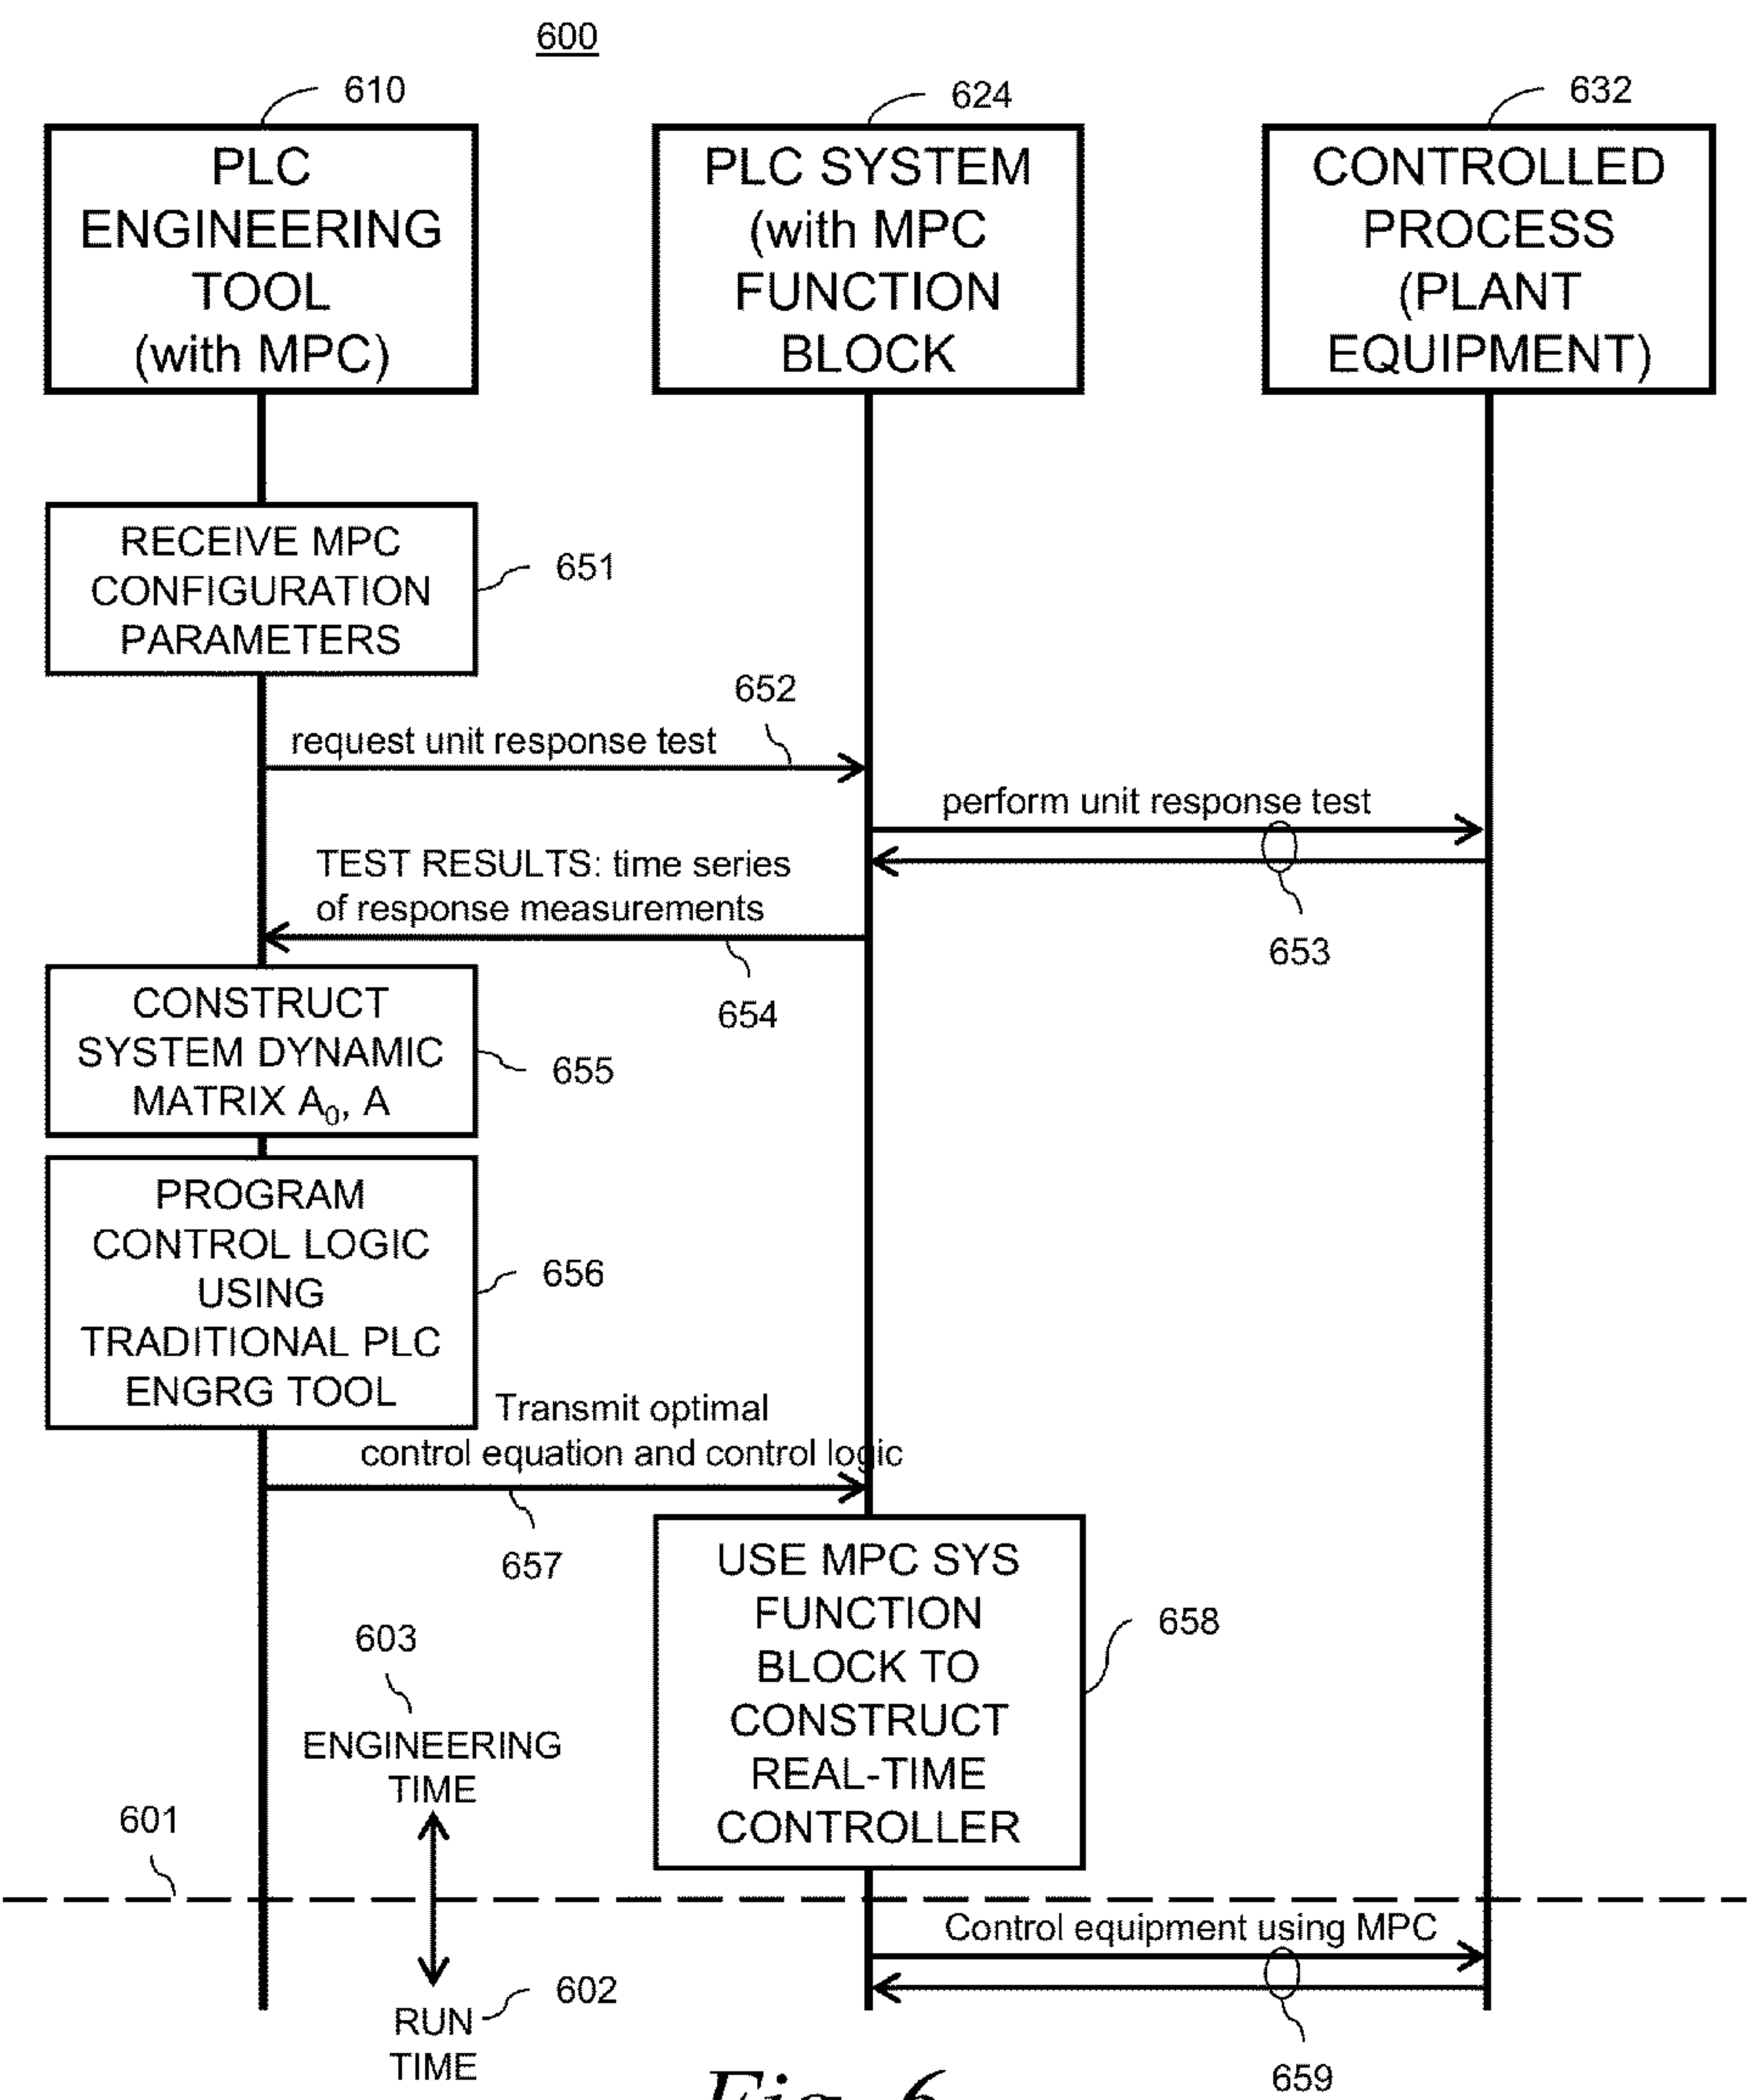 600
610
624
632
PLC
ENGINEERING
TOOL
(with MPC)
PLC SYSTEM
(with MPC
FUNCTION
BLOCK
CONTROLLED
PROCESS
(PLANT
EQUIPMENT)
RECEIVE MPC
CONFIGURATION
PARAMETERS
651
652
request unit response test
perform unit response test
653
TEST RESULTS: time series
of response measurements
654
CONSTRUCT
SYSTEM DYNAMIC
MATRIX A₀, A
655
PROGRAM
CONTROL LOGIC
USING
TRADITIONAL PLC
ENGRG TOOL
656
Transmit optimal
control equation and control logic
657
USE MPC SYS
FUNCTION
BLOCK TO
CONSTRUCT
REAL-TIME
CONTROLLER
658
603
ENGINEERING
TIME
601
Control equipment using MPC
659
602
RUN
TIME
Fig. 6